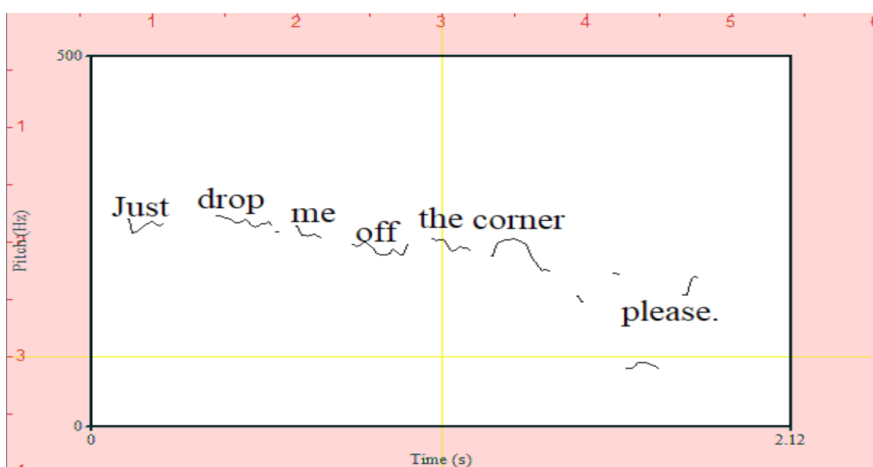 1 2 3 4 5 6
500
1
Just drop me off the corner
Pitch (Hz)
please.
3
0
0 2.12
Time (s)